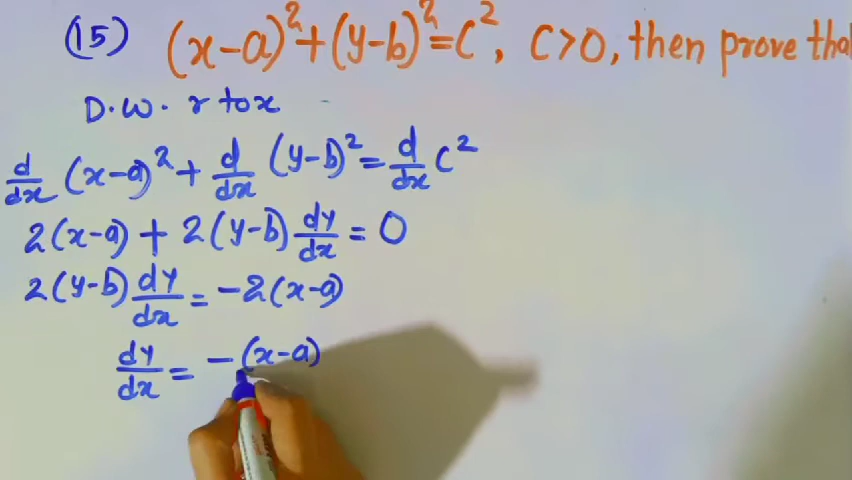 (15) (x-a)²+(y-b)²=c², c>0, then prove tha
D.W. r to x
d/dx (x-a)² + d/dx (y-b)² = d/dx c²
2(x-a) + 2(y-b) dy/dx = 0
2(y-b) dy/dx = -2(x-a)
dy/dx = -(x-a)